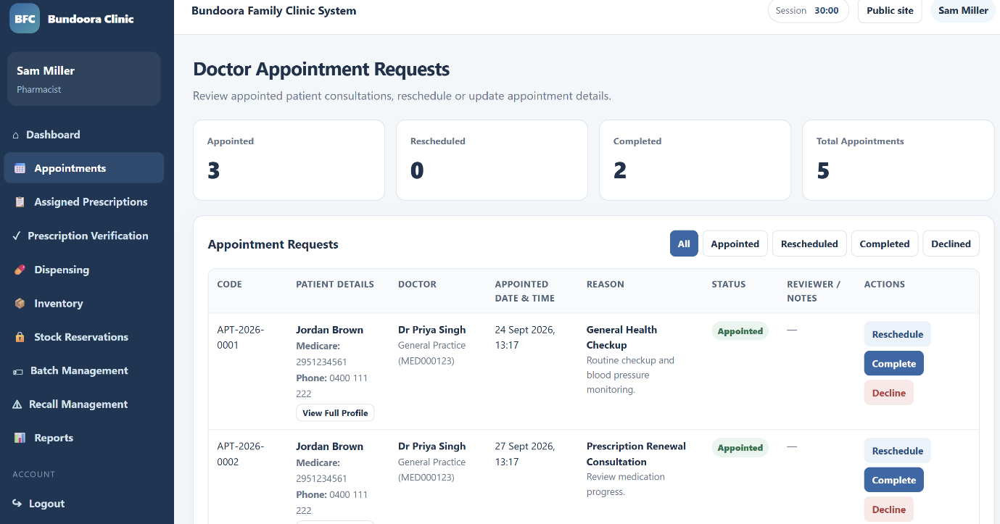 BFC
Bundoora Clinic
Sam Miller
Pharmacist
Dashboard
Appointments
Assigned Prescriptions
Prescription Verification
Dispensing
Inventory
Stock Reservations
Batch Management
Recall Management
Reports
ACCOUNT
Logout
Bundoora Family Clinic System
Session 30:00
Public site
Sam Miller
Doctor Appointment Requests
Review appointed patient consultations, reschedule or update appointment details.
Appointed
3
Rescheduled
0
Completed
2
Total Appointments
5
Appointment Requests
All
Appointed
Rescheduled
Completed
Declined
CODE
PATIENT DETAILS
DOCTOR
APPOINTED
DATE & TIME
REASON
STATUS
REVIEWER /
NOTES
ACTIONS
APT-2026-
0001
Jordan Brown
Medicare:
2951234561
Phone: 0400 111
222
View Full Profile
Dr Priya Singh
General Practice
(MED000123)
24 Sept 2026,
13:17
General Health
Checkup
Routine checkup and
blood pressure
monitoring.
Appointed
—
Reschedule
Complete
Decline
APT-2026-
0002
Jordan Brown
Medicare:
2951234561
Phone: 0400 111
222
Dr Priya Singh
General Practice
(MED000123)
27 Sept 2026,
13:17
Prescription Renewal
Consultation
Review medication
progress.
Appointed
—
Reschedule
Complete
Decline